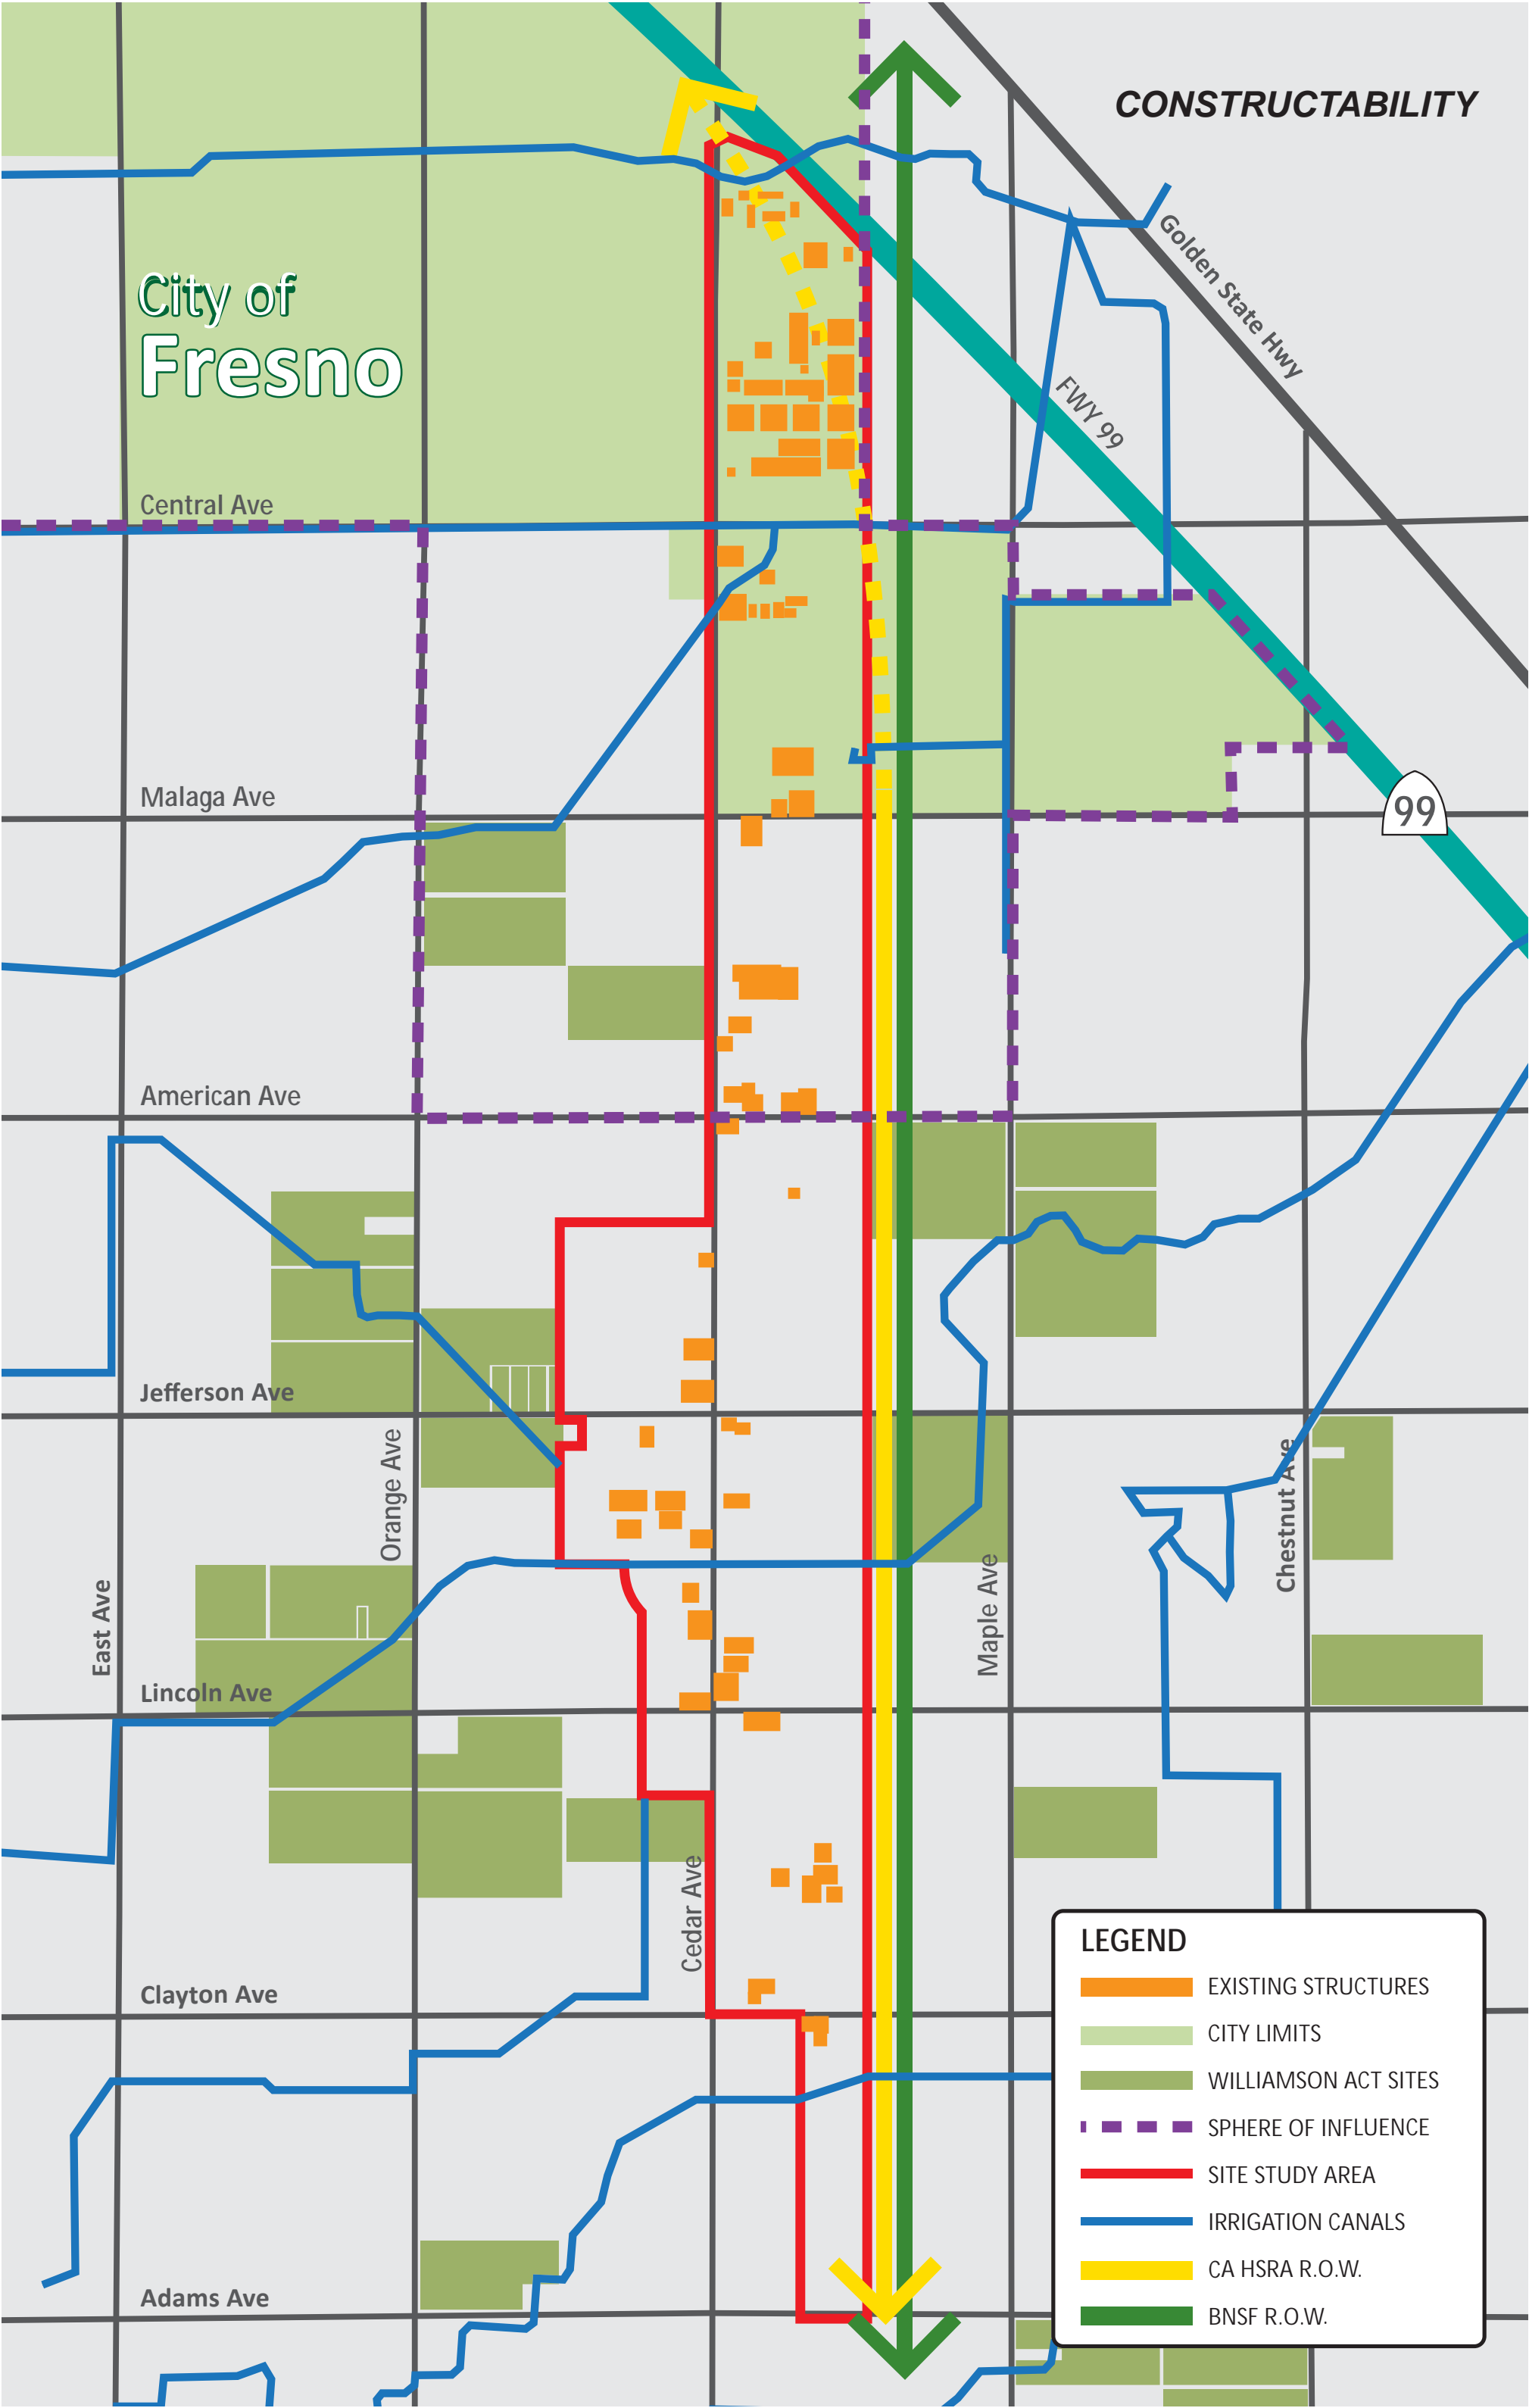 CONSTRUCTABILITY
Golden State Hwy
City of
Fresno
FWY 99
Central Ave
Malaga Ave
99
American Ave
Jefferson Ave
Orange Ave
Chestnut Ave
East Ave
Maple Ave
Lincoln Ave
Cedar Ave
Clayton Ave
Adams Ave
LEGEND
EXISTING STRUCTURES
CITY LIMITS
WILLIAMSON ACT SITES
SPHERE OF INFLUENCE
SITE STUDY AREA
IRRIGATION CANALS
CA HSRA R.O.W.
BNSF R.O.W.